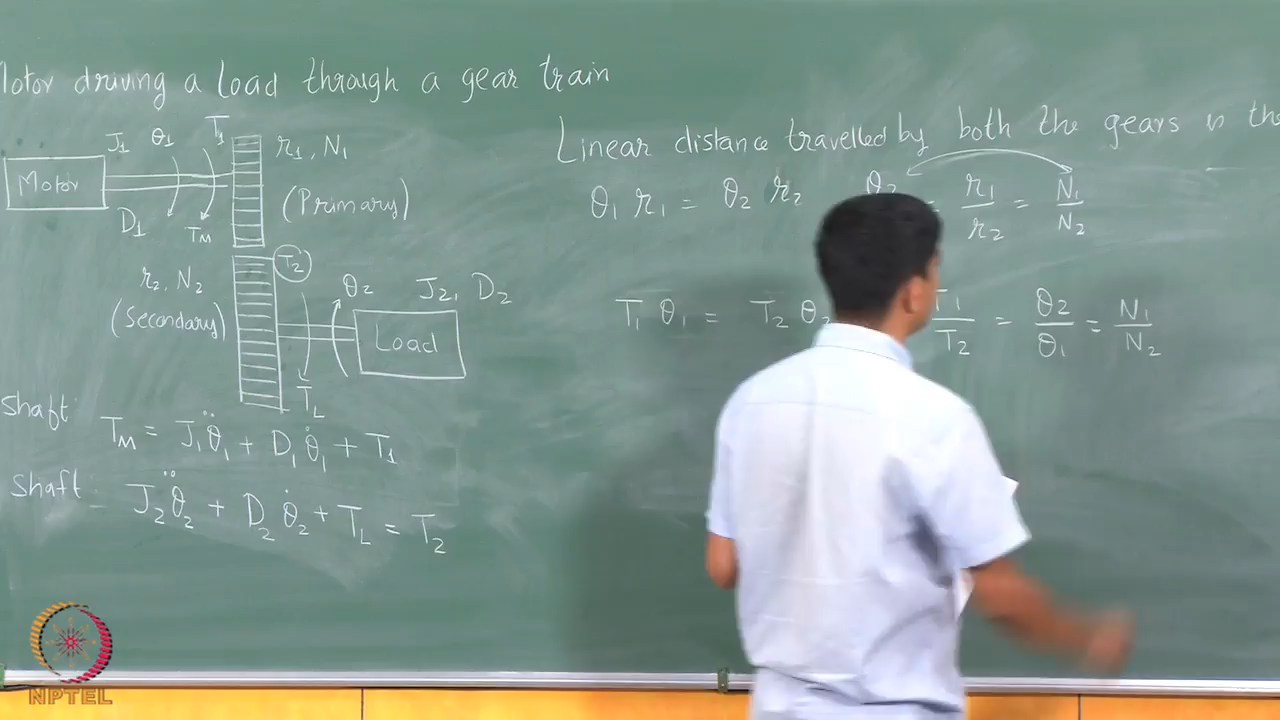 Motor driving a Load through a gear train
J1 θ1 T1
r1, N1
Motor
(Primary)
D1 TM
T2
r2, N2
(Secondary)
θ2 J2, D2
Load
TL
Shaft: TM = J1θ̈1 + D1θ̇1 + T1
Shaft: J2θ̈2 + D2θ̇2 + TL = T2
Linear distance travelled by both the gears is the
θ1 r1 = θ2 r2 θ2 = r1/r2 = N1/N2
T1 θ1 = T2 θ2 T1/T2 = θ2/θ1 = N1/N2
NPTEL